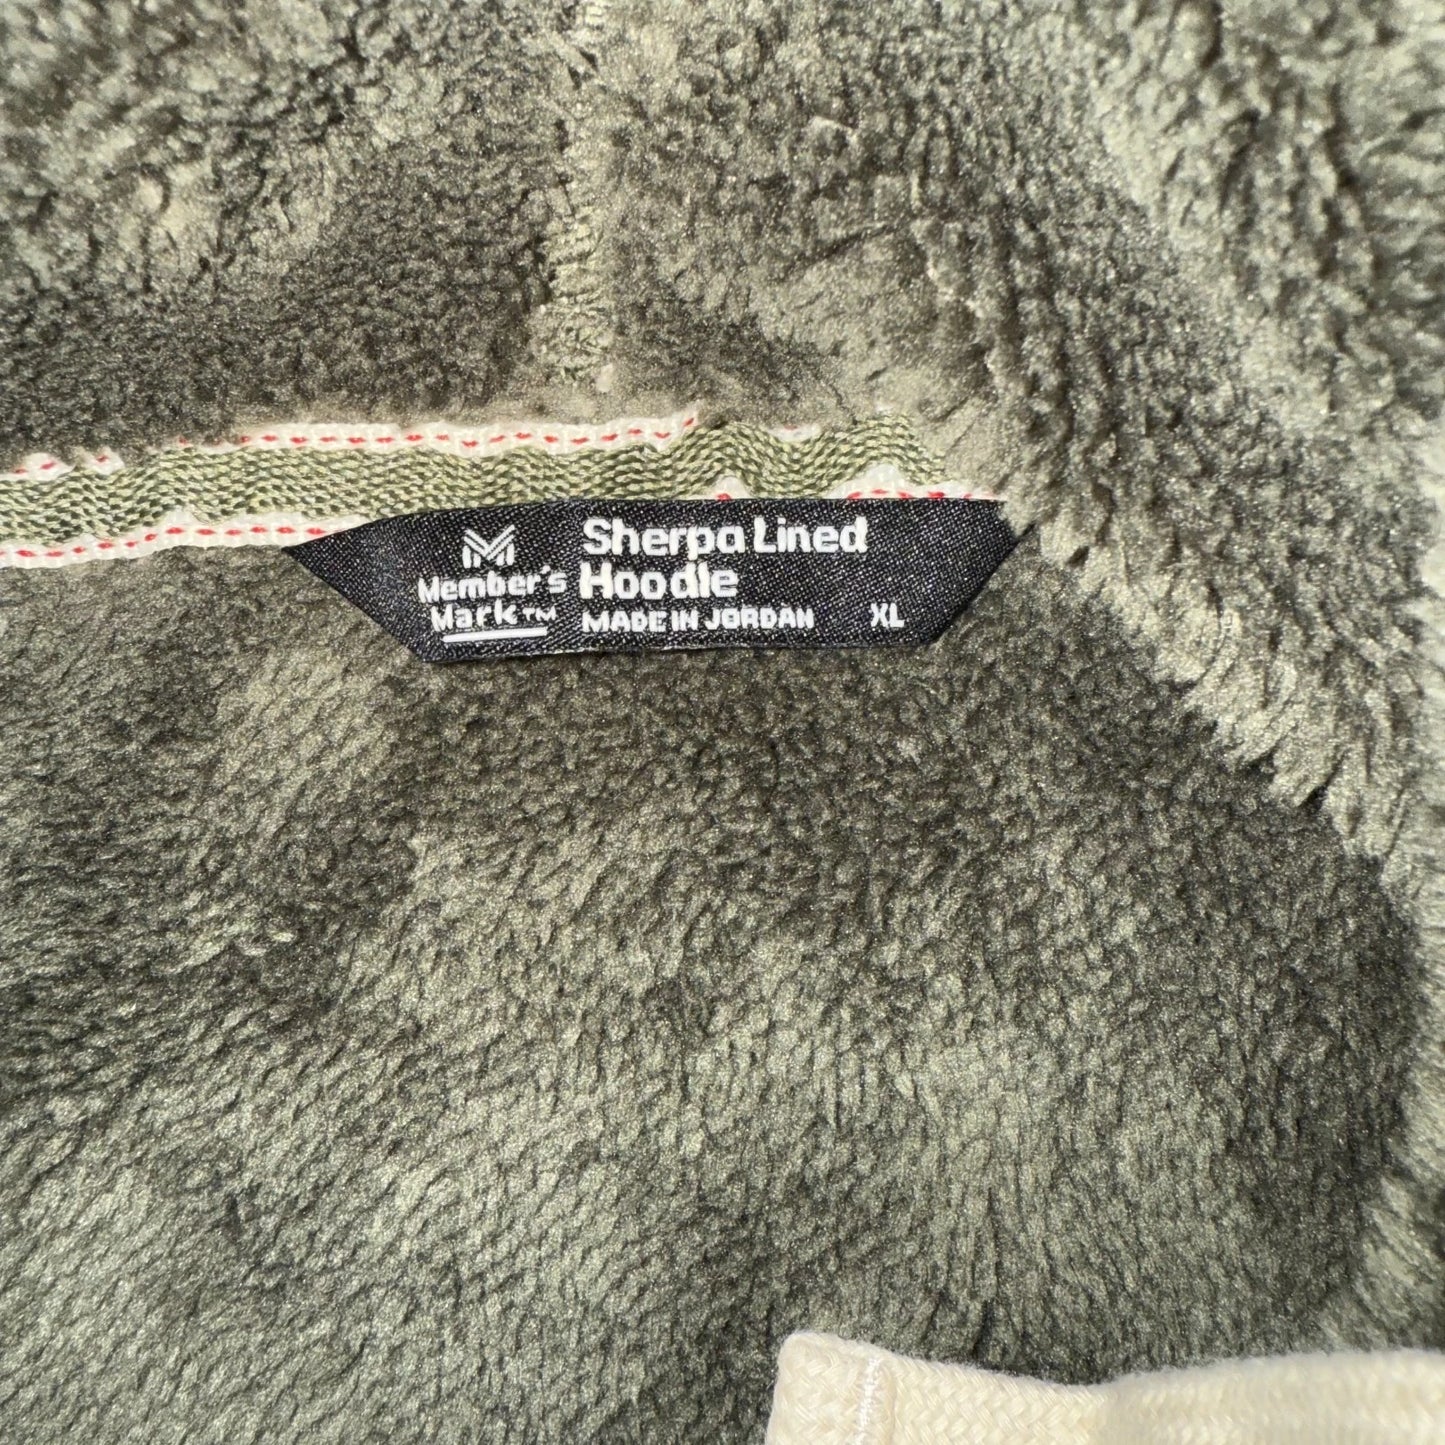 Member's
Mark™
Sherpa Lined
Hoodie
MADE IN JORDAN
XL